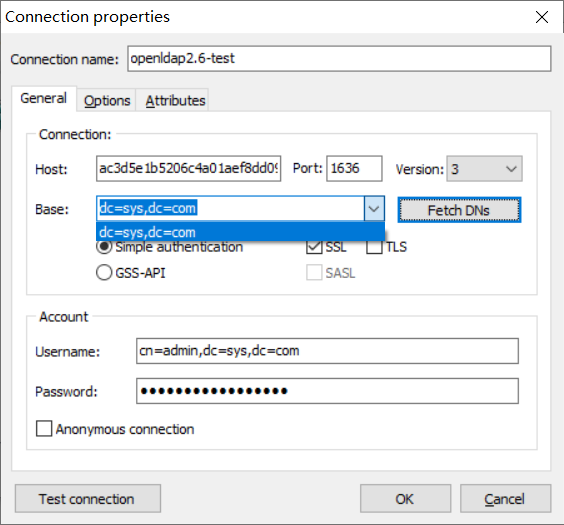 Connection properties
Connection name: openldap2.6-test
General Options Attributes
Connection:
Host: ac3d5e1b5206c4a01aef8dd09 Port: 1636 Version: 3
Base: dc=sys,dc=com Fetch DNs
dc=sys,dc=com
Simple authentication SSL TLS
GSS-API SASL
Account
Username: cn=admin,dc=sys,dc=com
Password: •••••••••••••••••
Anonymous connection
Test connection OK Cancel